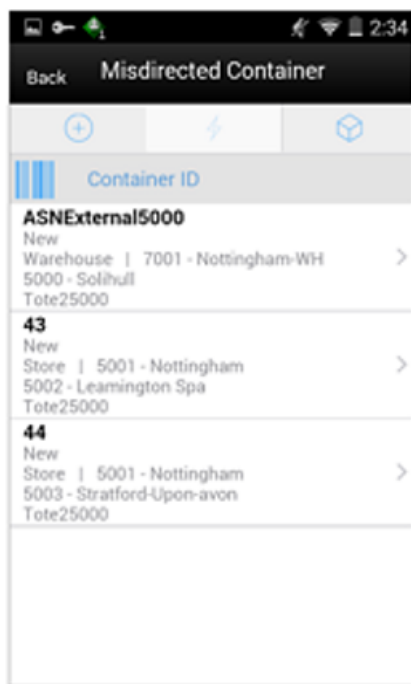 2:34
Back Misdirected Container
Container ID
ASNExternal5000
New
Warehouse | 7001 - Nottingham-WH
5000 - Solihull
Tote25000
43
New
Store | 5001 - Nottingham
5002 - Leamington Spa
Tote25000
44
New
Store | 5001 - Nottingham
5003 - Stratford-Upon-avon
Tote25000